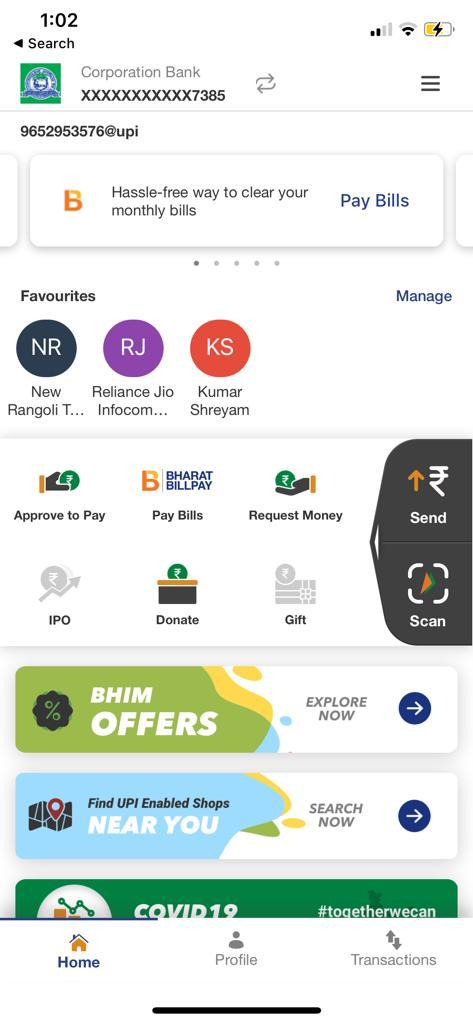 1:02
◄ Search
Corporation Bank
XXXXXXXXXXX7385
9652953576@upi
B
Hassle-free way to clear your
monthly bills
Pay Bills
Favourites
Manage
NR
RJ
KS
New
Rangoli T...
Reliance Jio
Infocom...
Kumar
Shreyam
B BHARAT
BILLPAY
Approve to Pay
Pay Bills
Request Money
₹
Send
IPO
Donate
Gift
Scan
%
BHIM
OFFERS
EXPLORE
NOW
Find UPI Enabled Shops
NEAR YOU
SEARCH
NOW
COVID19
#togetherwecan
Home
Profile
Transactions